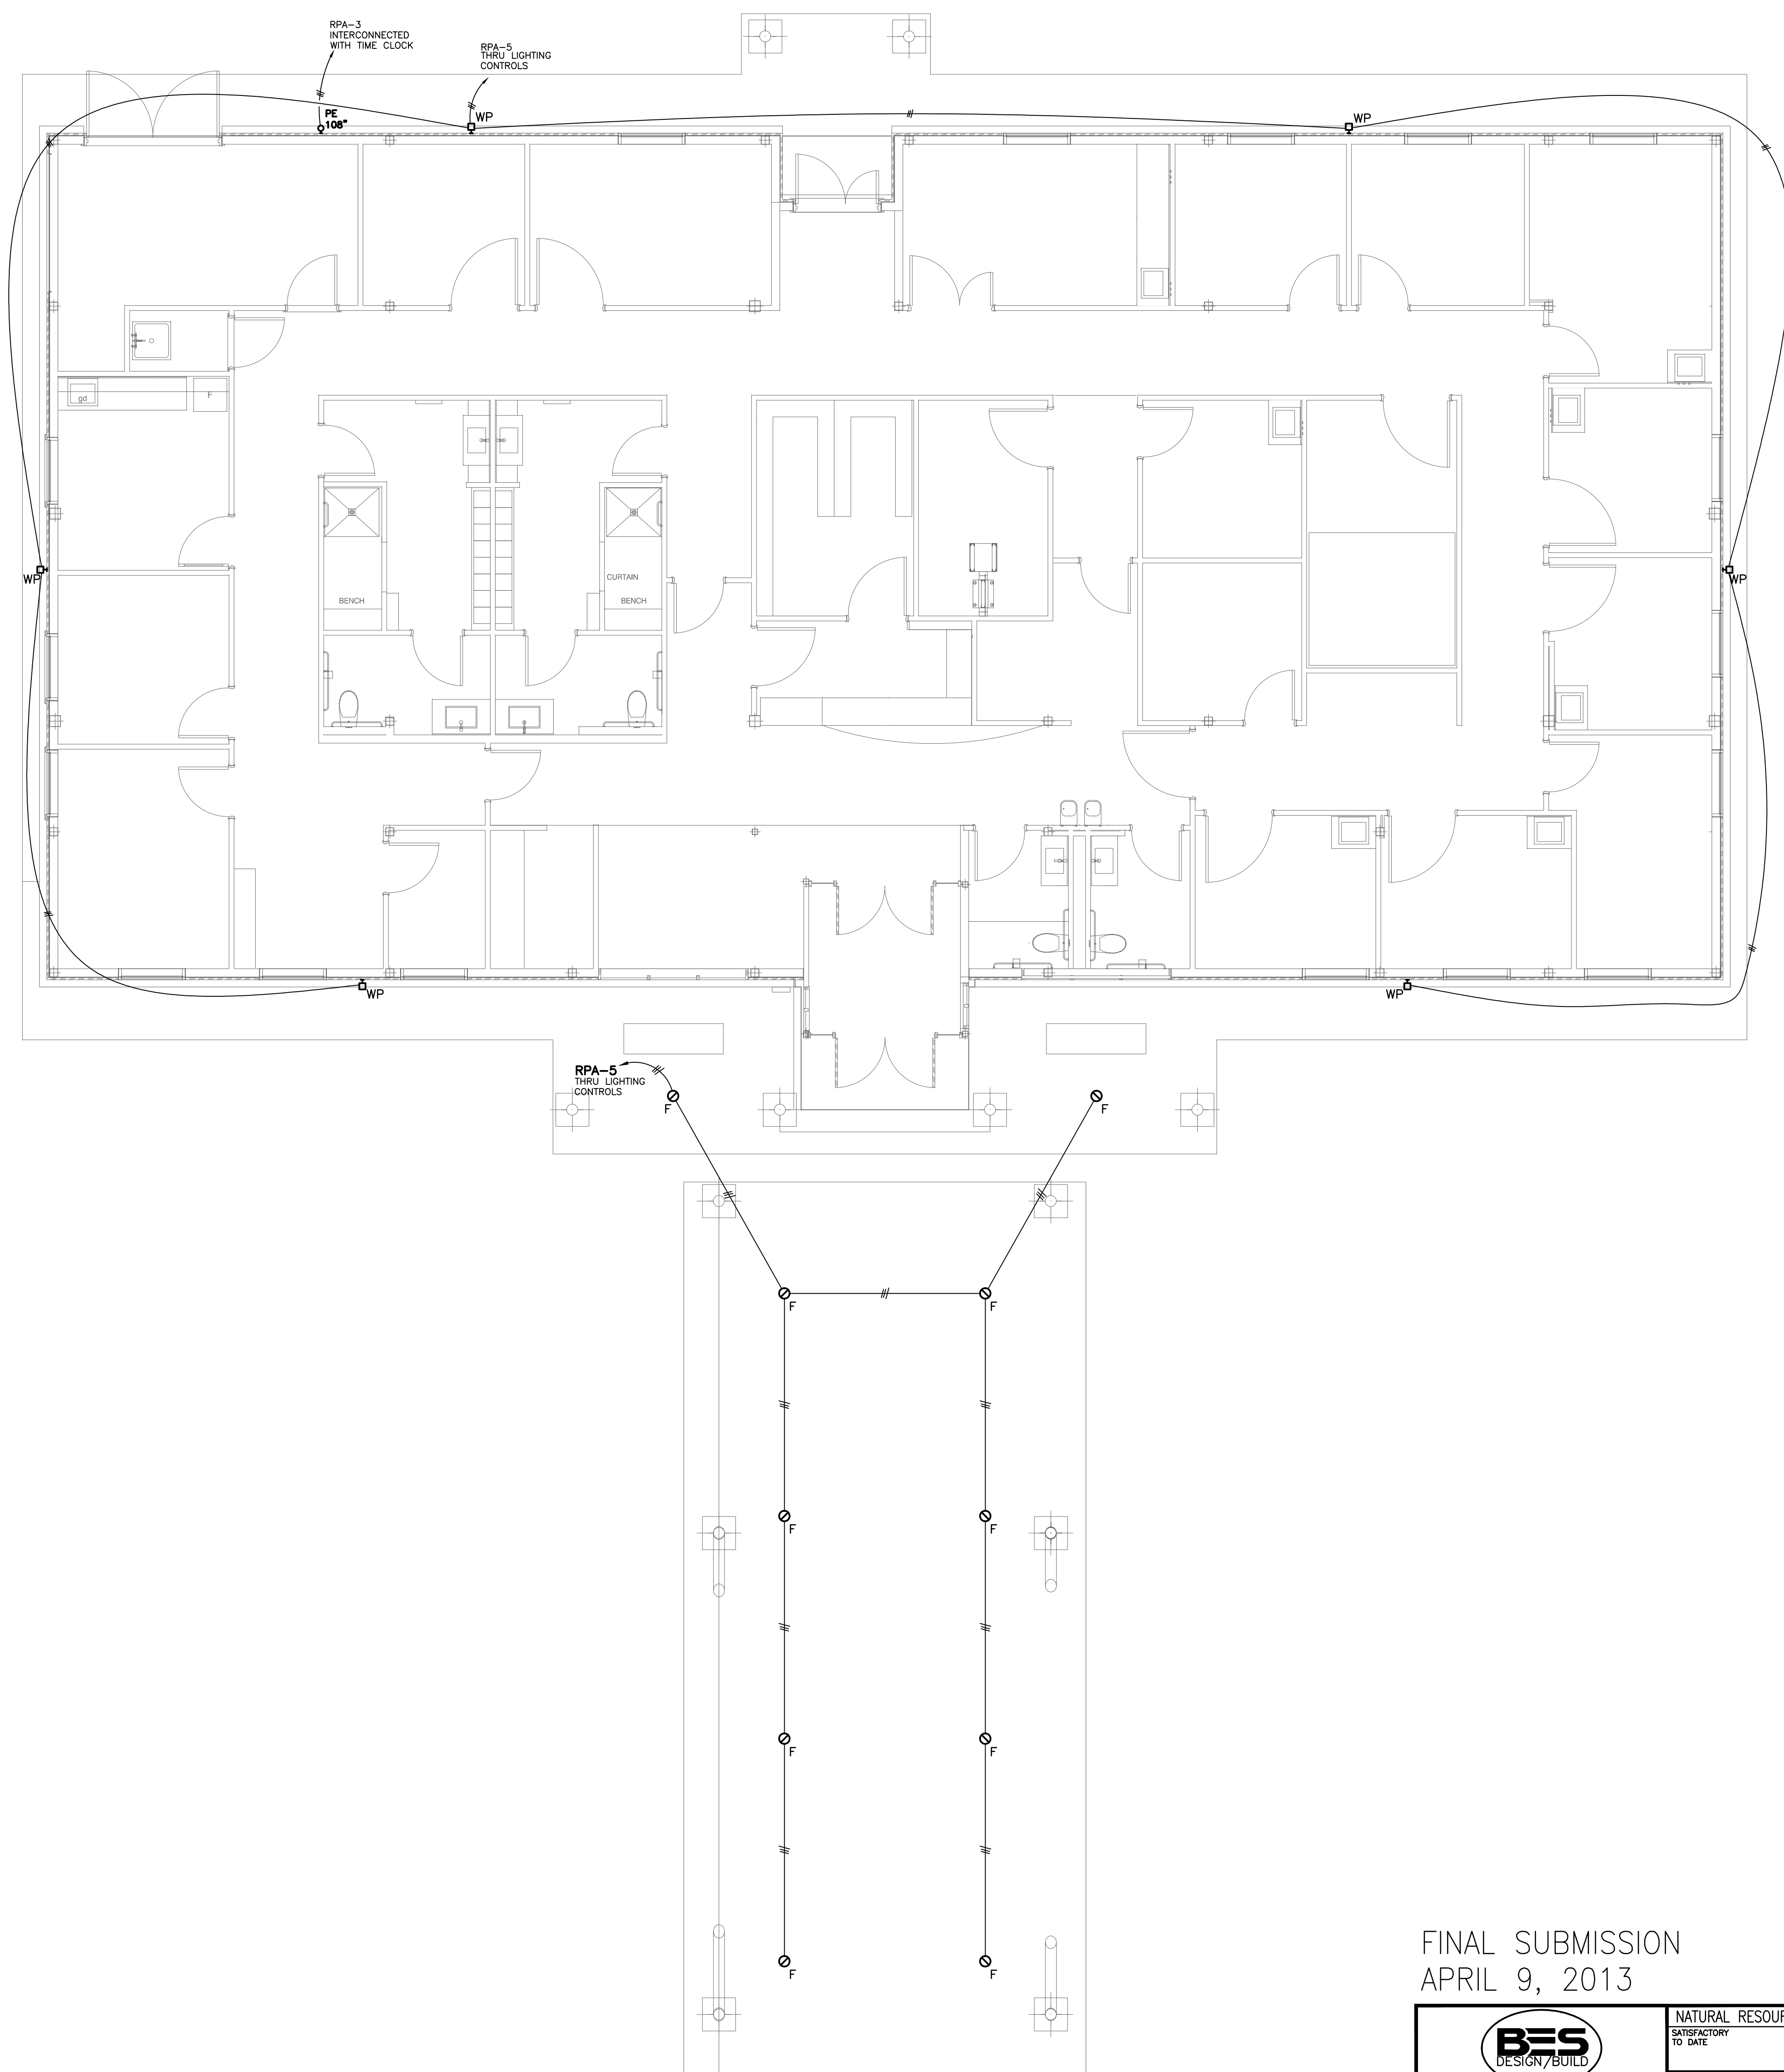 RPA-3
INTERCONNECTED
WITH TIME CLOCK
RPA-5
THRU LIGHTING
CONTROLS
PE
108"
WP
WP
gd
F
CURTAIN
BENCH
BENCH
WP
WP
WP
WP
RPA-5
THRU LIGHTING
CONTROLS
F
F
F
F
F
F
F
F
F
F
FINAL SUBMISSION
APRIL 9, 2013
BES
DESIGN/BUILD
NATURAL RESOUR
SATISFACTORY
TO DATE